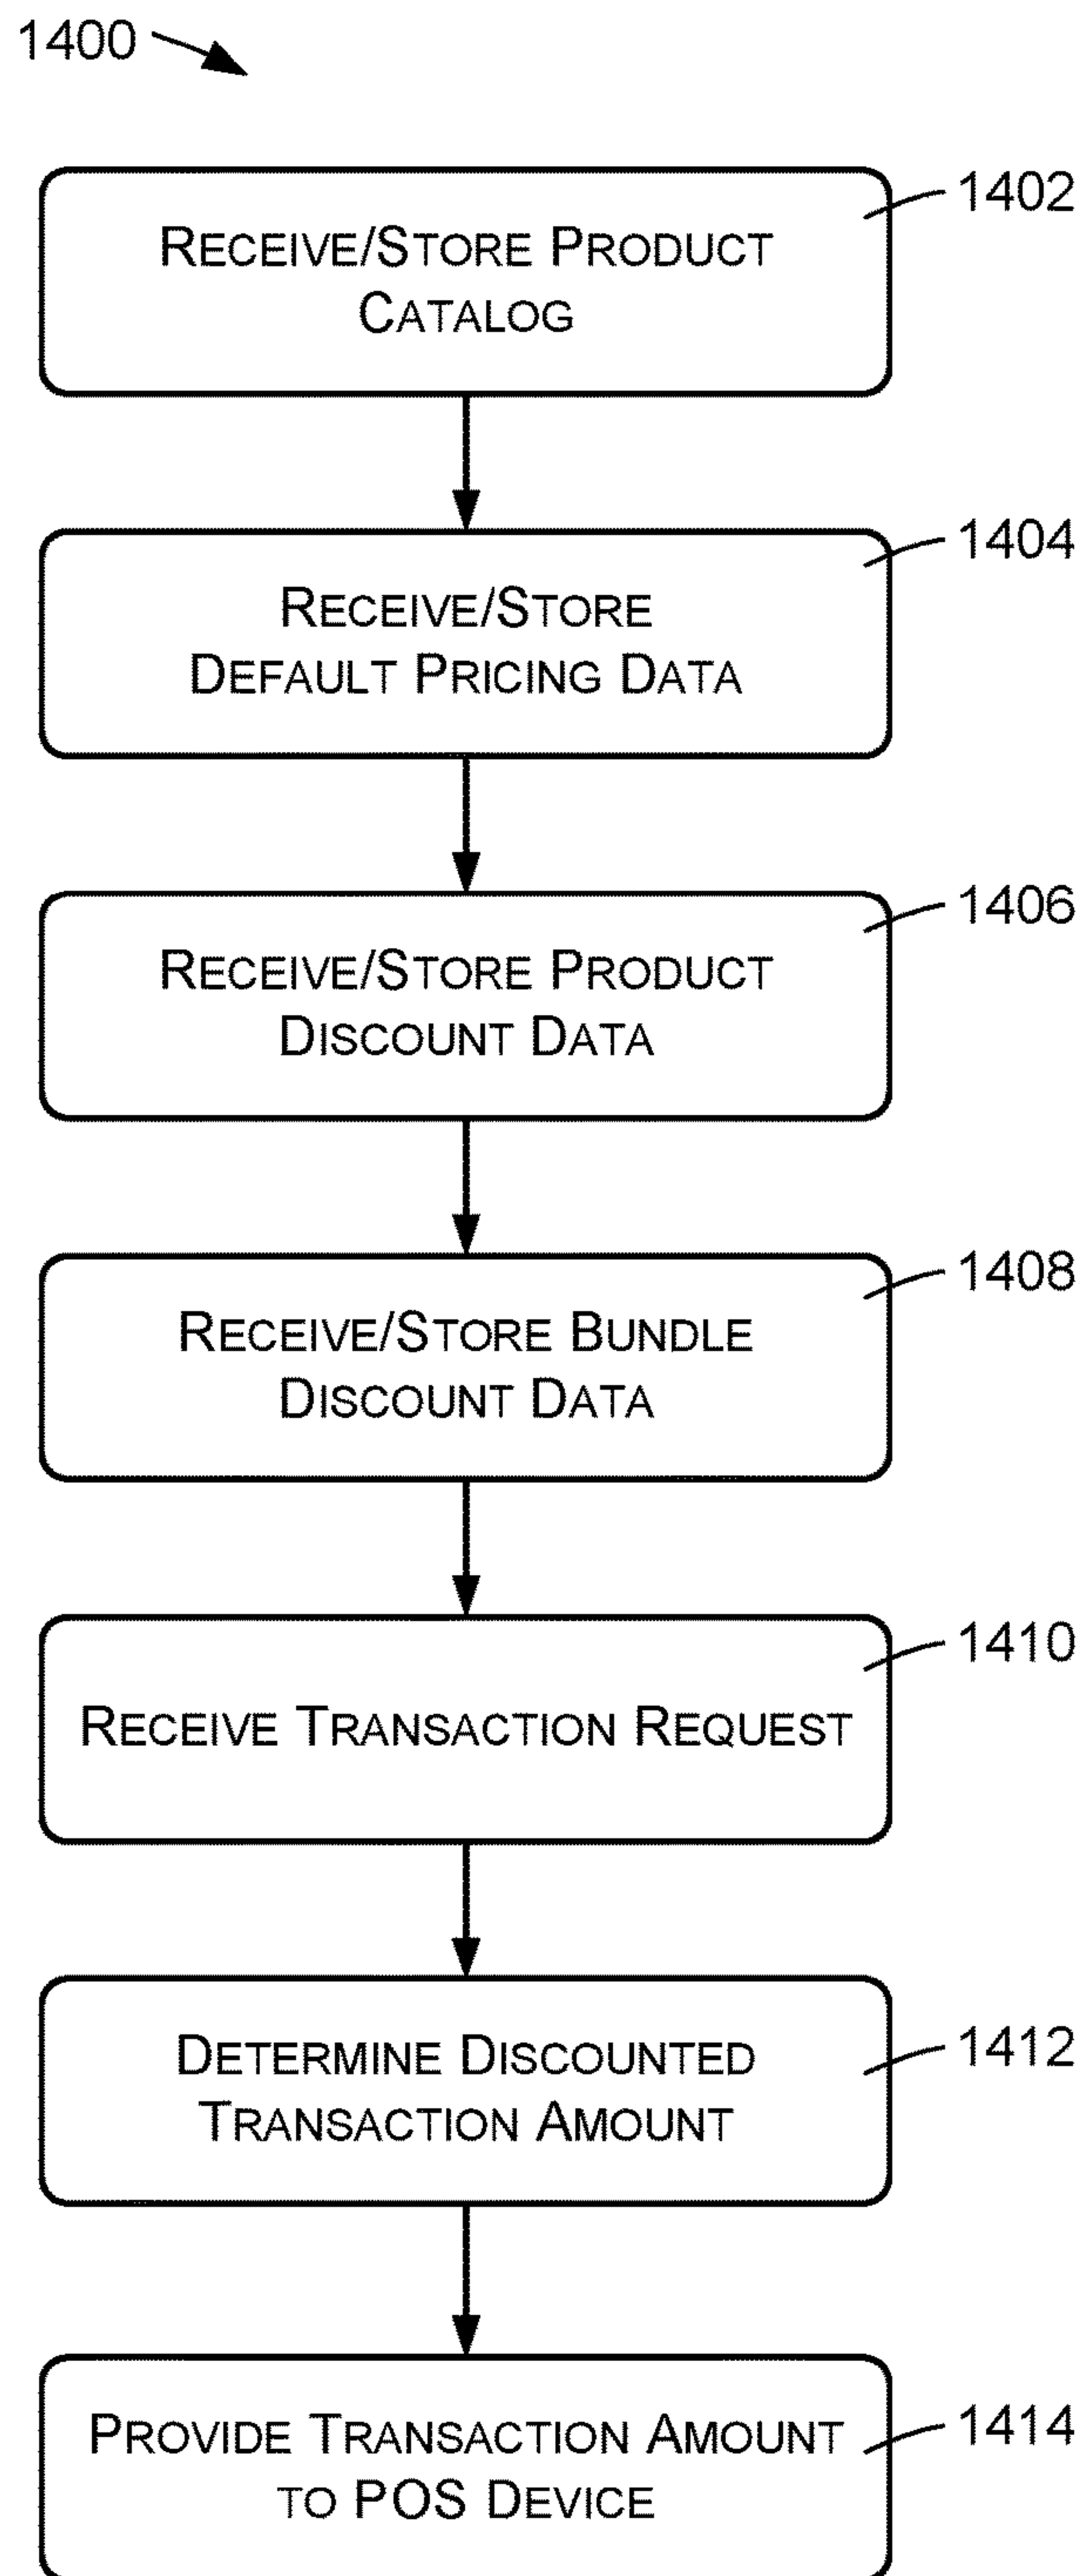 1400
1402
RECEIVE/STORE PRODUCT
CATALOG
1404
RECEIVE/STORE
DEFAULT PRICING DATA
1406
RECEIVE/STORE PRODUCT
DISCOUNT DATA
1408
RECEIVE/STORE BUNDLE
DISCOUNT DATA
1410
RECEIVE TRANSACTION REQUEST
1412
DETERMINE DISCOUNTED
TRANSACTION AMOUNT
1414
PROVIDE TRANSACTION AMOUNT
TO POS DEVICE